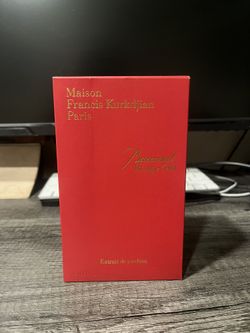 Maison
Francis Kurkdjian
Paris
Baccarat
Rouge 540
Extrait de parfum